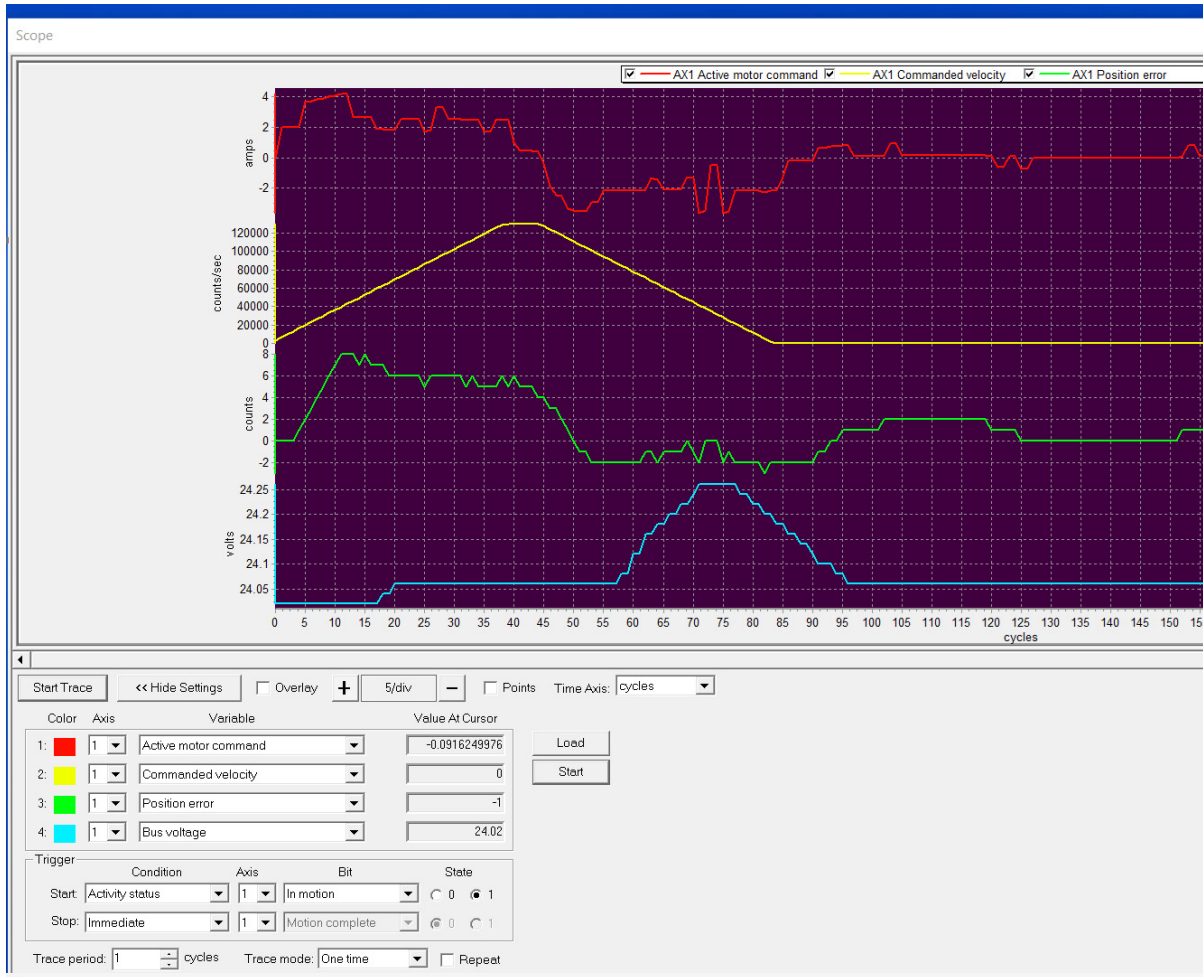 Scope
AX1 Active motor command AX1 Commanded velocity AX1 Position error
4
2
0
-2
amps
120000
100000
80000
60000
40000
20000
0
counts/sec
8
6
4
2
0
-2
counts
24.25
24.2
24.15
24.1
24.05
volts
0 5 10 15 20 25 30 35 40 45 50 55 60 65 70 75 80 85 90 95 100 105 110 115 120 125 130 135 140 145 150
cycles
Start Trace << Hide Settings Overlay + 5/div - Points Time Axis: cycles
Color Axis Variable Value At Cursor
1: 1 Active motor command -0.0916249976 Load
2: 1 Commanded velocity 0 Start
3: 1 Position error -1
4: 1 Bus voltage 24.02
Trigger
Condition Axis Bit State
Start: Activity status 1 In motion 0 1
Stop: Immediate 1 Motion complete 0 1
Trace period: 1 cycles Trace mode: One time Repeat